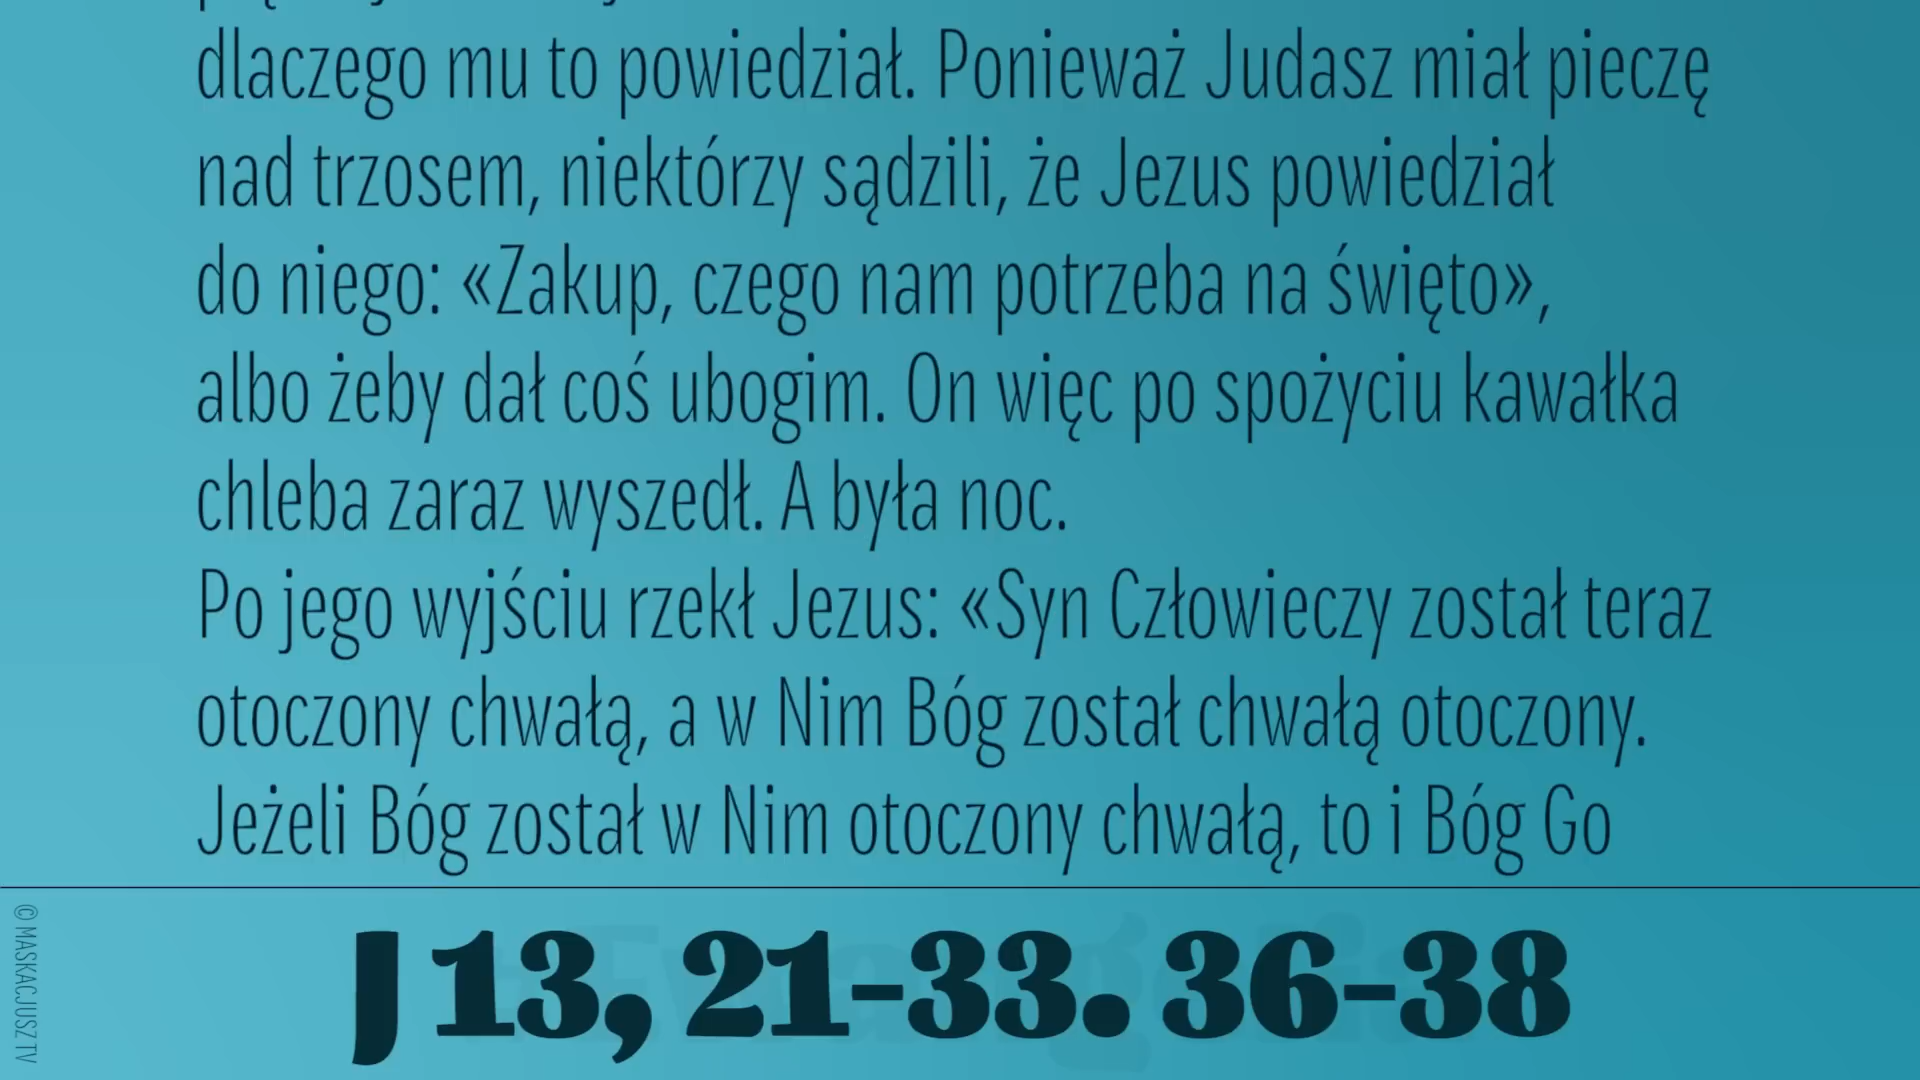 dlaczego mu to powiedział. Ponieważ Judasz miał pieczę
nad trzosem, niektórzy sądzili, że Jezus powiedział
do niego: «Zakup, czego nam potrzeba na święto»,
albo żeby dał coś ubogim. On więc po spożyciu kawałka
chleba zaraz wyszedł. A była noc.
Po jego wyjściu rzekł Jezus: «Syn Człowieczy został teraz
otoczony chwałą, a w Nim Bóg został chwałą otoczony.
Jeżeli Bóg został w Nim otoczony chwałą, to i Bóg Go
J 13, 21-33. 36-38
© MASKACJUSZ TV